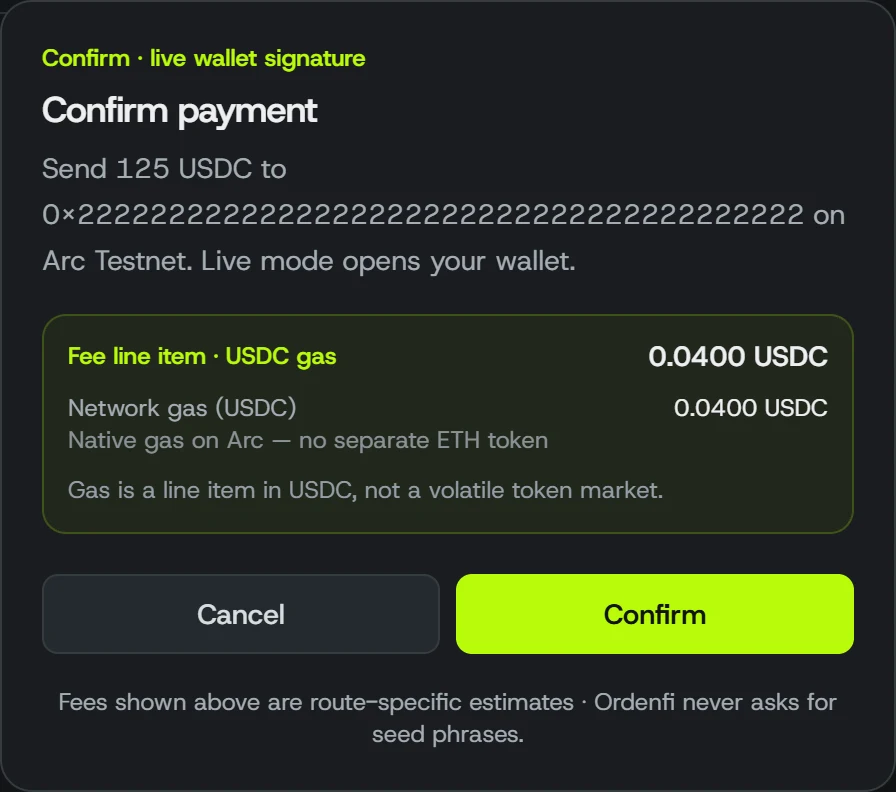 Confirm · live wallet signature
Confirm payment
Send 125 USDC to
0×2222222222222222222222222222222222222222 on
Arc Testnet. Live mode opens your wallet.
Fee line item · USDC gas 0.0400 USDC
Network gas (USDC) 0.0400 USDC
Native gas on Arc — no separate ETH token
Gas is a line item in USDC, not a volatile token market.
Cancel Confirm
Fees shown above are route-specific estimates · Ordenfi never asks for
seed phrases.